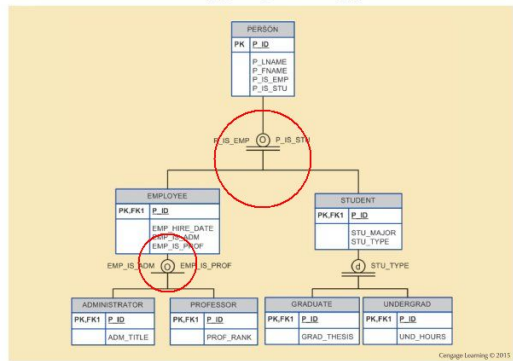 PERSON
PK P_ID
P_LNAME
P_FNAME
P_IS_EMP
P_IS_STU
P_IS_EMP O P_IS_STU
EMPLOYEE
PK,FK1 P_ID
EMP_HIRE_DATE
EMP_IS_ADM
EMP_IS_PROF
STUDENT
PK,FK1 P_ID
STU_MAJOR
STU_TYPE
EMP_IS_ADM O EMP_IS_PROF
d STU_TYPE
ADMINISTRATOR
PK,FK1 P_ID
ADM_TITLE
PROFESSOR
PK,FK1 P_ID
PROF_RANK
GRADUATE
PK,FK1 P_ID
GRAD_THESIS
UNDERGRAD
PK,FK1 P_ID
UND_HOURS
Cengage Learning © 2015